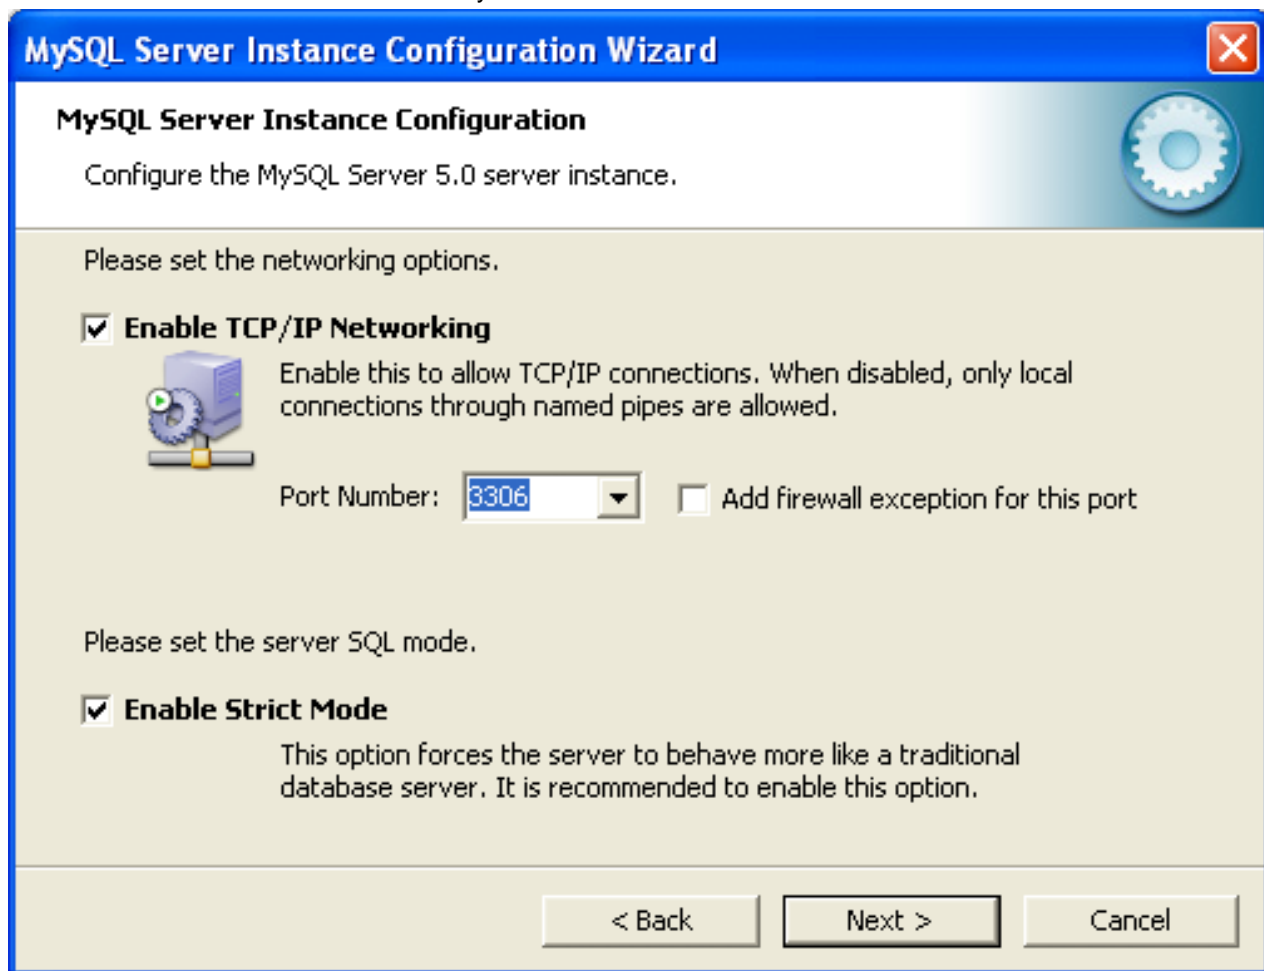 MySQL Server Instance Configuration Wizard
MySQL Server Instance Configuration
Configure the MySQL Server 5.0 server instance.
Please set the networking options.
Enable TCP/IP Networking
Enable this to allow TCP/IP connections. When disabled, only local
connections through named pipes are allowed.
Port Number: 3306 Add firewall exception for this port
Please set the server SQL mode.
Enable Strict Mode
This option forces the server to behave more like a traditional
database server. It is recommended to enable this option.
< Back Next > Cancel